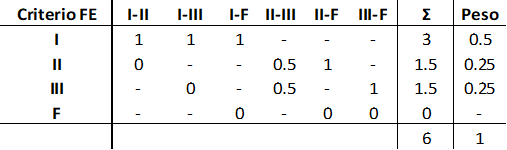 Criterio FE I-II I-III I-F II-III II-F III-F Σ Peso
I 1 1 1 - - - 3 0.5
II 0 - - 0.5 1 - 1.5 0.25
III - 0 - 0.5 - 1 1.5 0.25
F - - 0 - 0 0 0 -
6 1